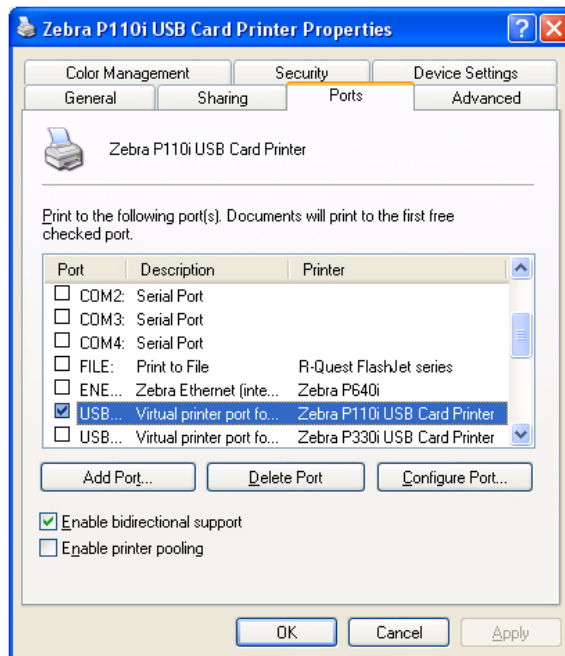 Zebra P110i USB Card Printer Properties
Color Management Security Device Settings
General Sharing Ports Advanced
Zebra P110i USB Card Printer
Print to the following port(s). Documents will print to the first free
checked port.
Port Description Printer
COM2: Serial Port
COM3: Serial Port
COM4: Serial Port
FILE: Print to File R-Quest FlashJet series
ENE... Zebra Ethernet (inte... Zebra P640i
USB... Virtual printer port fo... Zebra P110i USB Card Printer
USB... Virtual printer port fo... Zebra P330i USB Card Printer
Add Port... Delete Port Configure Port...
Enable bidirectional support
Enable printer pooling
OK Cancel Apply